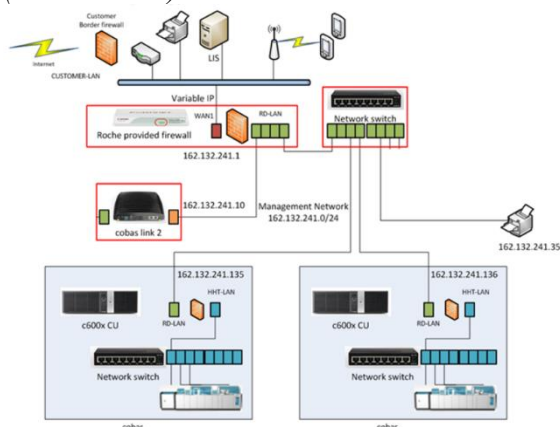 Customer
Border firewall
Internet
CUSTOMER-LAN
LIS
Variable IP
WAN1
RD-LAN
Roche provided firewall
162.132.241.1
Network switch
162.132.241.10
Management Network
162.132.241.0/24
cobas link 2
162.132.241.35
162.132.241.135
HHT-LAN
c600x CU
RD-LAN
Network switch
162.132.241.136
HHT-LAN
c600x CU
RD-LAN
Network switch
cobas
cobas